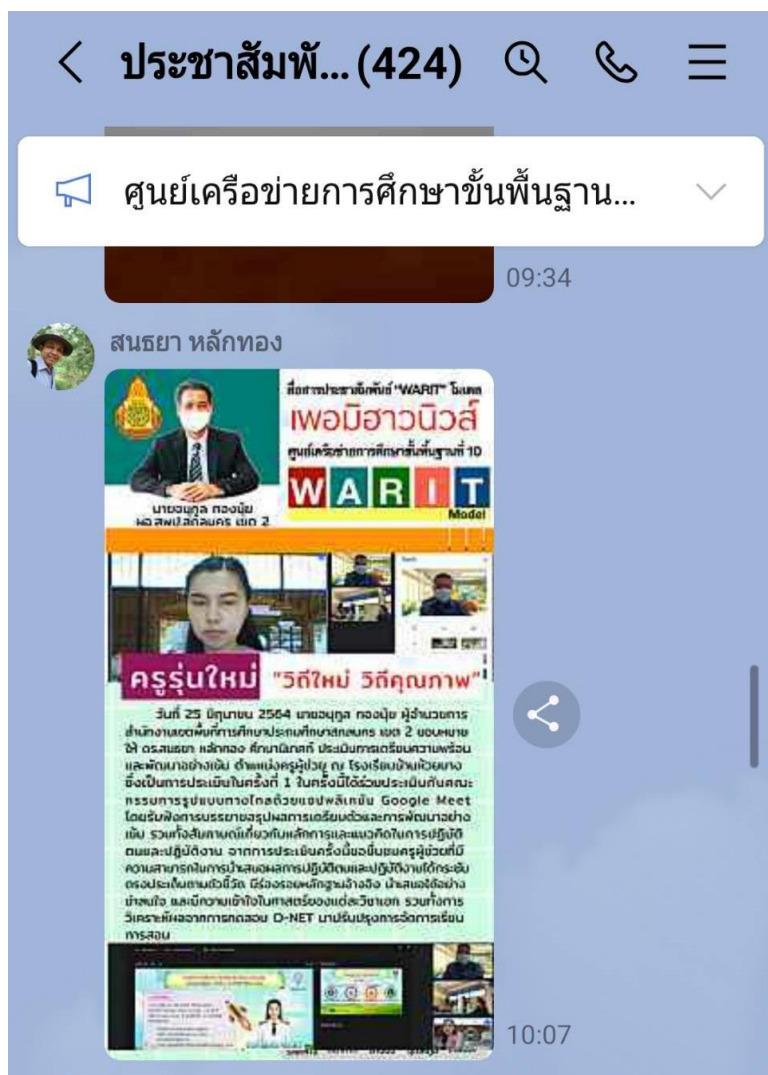 ประชาสัมพั... (424)
ศูนย์เครือข่ายการศึกษาขั้นพื้นฐาน...
09:34
สนธยา หลักทอง
สื่อสารประชาสัมพันธ์ "WARIT" โมเดล
เพอมิฮาวนิวส์
ศูนย์เครือข่ายการศึกษาขั้นพื้นฐานที่ 10
WARIT
Model
นายอนุกูล ทองนุ้ย
ผอ.สพป.สกลนคร เขต 2
ครูรุ่นใหม่ "วิถีใหม่ วิถีคุณภาพ"
วันที่ 25 มิถุนายน 2564 นายอนุกูล ทองนุ้ย ผู้อำนวยการ
สำนักงานเขตพื้นที่การศึกษาประถมศึกษาสกลนคร เขต 2 มอบหมาย
ให้ ดร.สนธยา หลักทอง ศึกษานิเทศก์ ประเมินการเตรียมความพร้อม
และพัฒนาอย่างเข้ม ตำแหน่งครูผู้ช่วย ณ โรงเรียนบ้านห้วยยาง
ซึ่งเป็นการประเมินในครั้งที่ 1 ในครั้งนี้ได้ร่วมประเมินกับคณะ
กรรมการรูปแบบทางไกลด้วยแอปพลิเคชัน Google Meet
โดยรับฟังการบรรยายสรุปผลการเตรียมตัวและการพัฒนาอย่าง
เข้ม รวมทั้งสัมภาษณ์เกี่ยวกับหลักการและแนวคิดในการปฏิบัติ
ตนและปฏิบัติงาน จากการประเมินครั้งนี้ขอชื่นชมครูผู้ช่วยที่มี
ความสามารถในการนำเสนอผลการปฏิบัติตนและปฏิบัติงานได้กระชับ
ตรงประเด็นตามตัวชี้วัด มีร่องรอยหลักฐานอ้างอิง นำเสนอได้อย่าง
น่าสนใจ และมีความเข้าใจในศาสตร์ของแต่ละวิชาเอก รวมทั้งการ
วิเคราะห์ผลจากการทดสอบ O-NET มาปรับปรุงการจัดการเรียน
การสอน
10:07